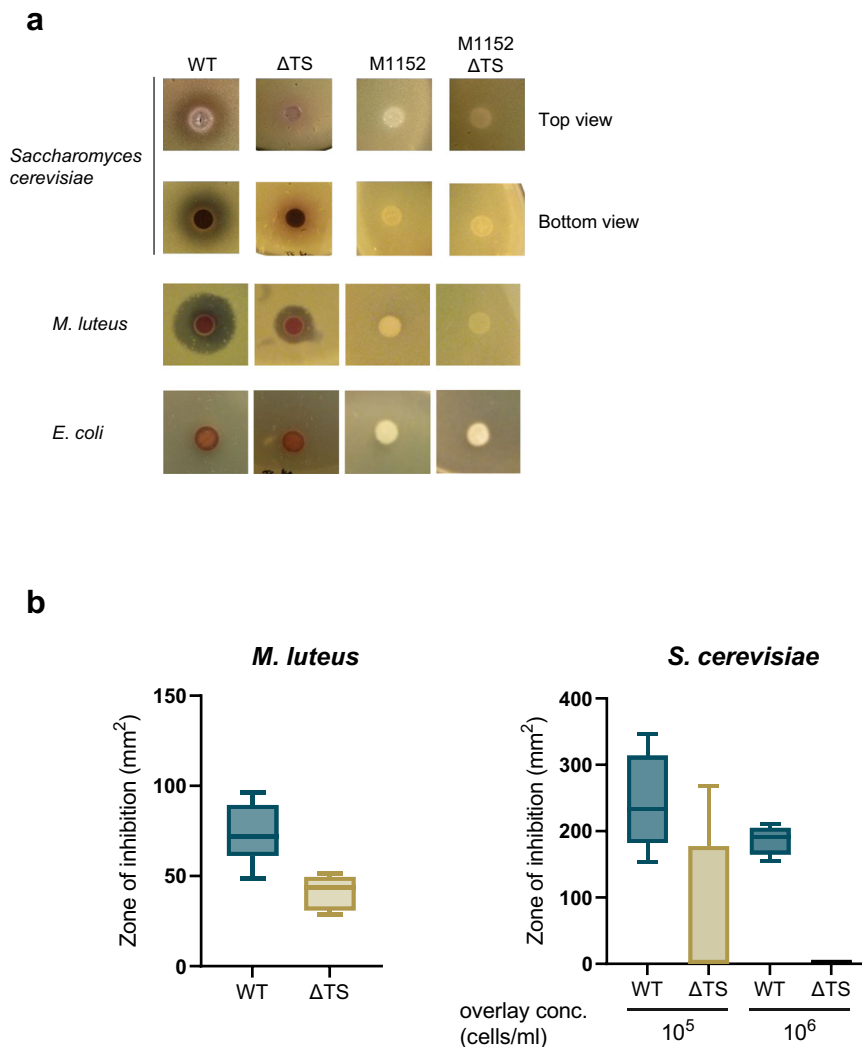 a
WT ΔTS M1152 M1152 ΔTS
Saccharomyces cerevisiae
Top view
Bottom view
M. luteus
E. coli
b
M. luteus
Zone of inhibition (mm²)
150
100
50
0
WT ΔTS
S. cerevisiae
Zone of inhibition (mm²)
400
300
200
100
0
WT ΔTS WT ΔTS
overlay conc. (cells/ml)
10⁵ 10⁶